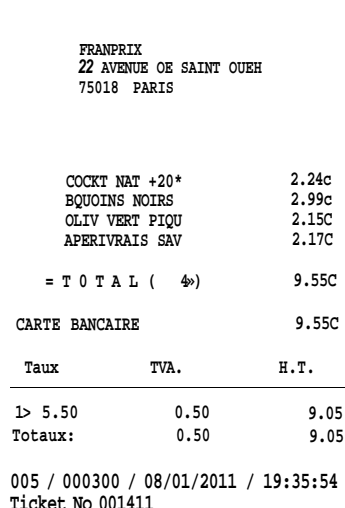 FRANPRIX
22 AVENUE OE SAINT OUEH
75018 PARIS
COCKT NAT +20* 2.24c
BQUOINS NOIRS 2.99c
OLIV VERT PIQU 2.15C
APERIVRAIS SAV 2.17C
= T 0 T A L ( 4») 9.55C
CARTE BANCAIRE 9.55C
Taux TVA. H.T.
1> 5.50 0.50 9.05
Totaux: 0.50 9.05
005 / 000300 / 08/01/2011 / 19:35:54
Ticket No 001411